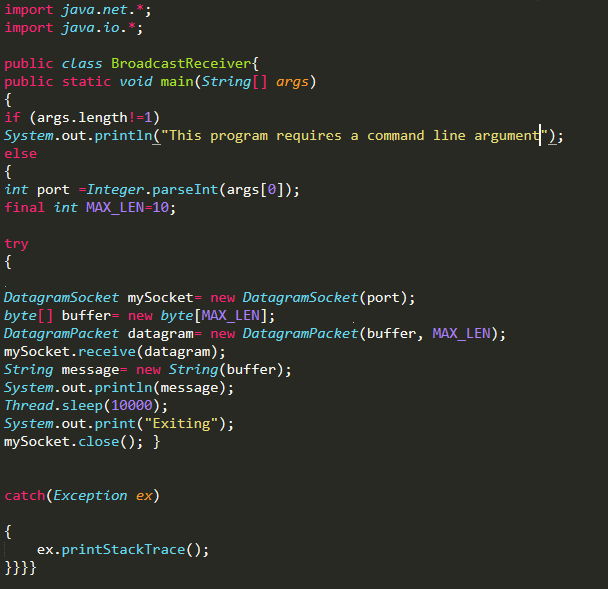 import java.net.*;
import java.io.*;
public class BroadcastReceiver{
public static void main(String[] args)
{
if (args.length!=1)
System.out.println("This program requires a command line argument");
else
{
int port =Integer.parseInt(args[0]);
final int MAX_LEN=10;
try
{
DatagramSocket mySocket= new DatagramSocket(port);
byte[] buffer= new byte[MAX_LEN];
DatagramPacket datagram= new DatagramPacket(buffer, MAX_LEN);
mySocket.receive(datagram);
String message= new String(buffer);
System.out.println(message);
Thread.sleep(10000);
System.out.print("Exiting");
mySocket.close(); }
catch(Exception ex)
{
ex.printStackTrace();
}}}}